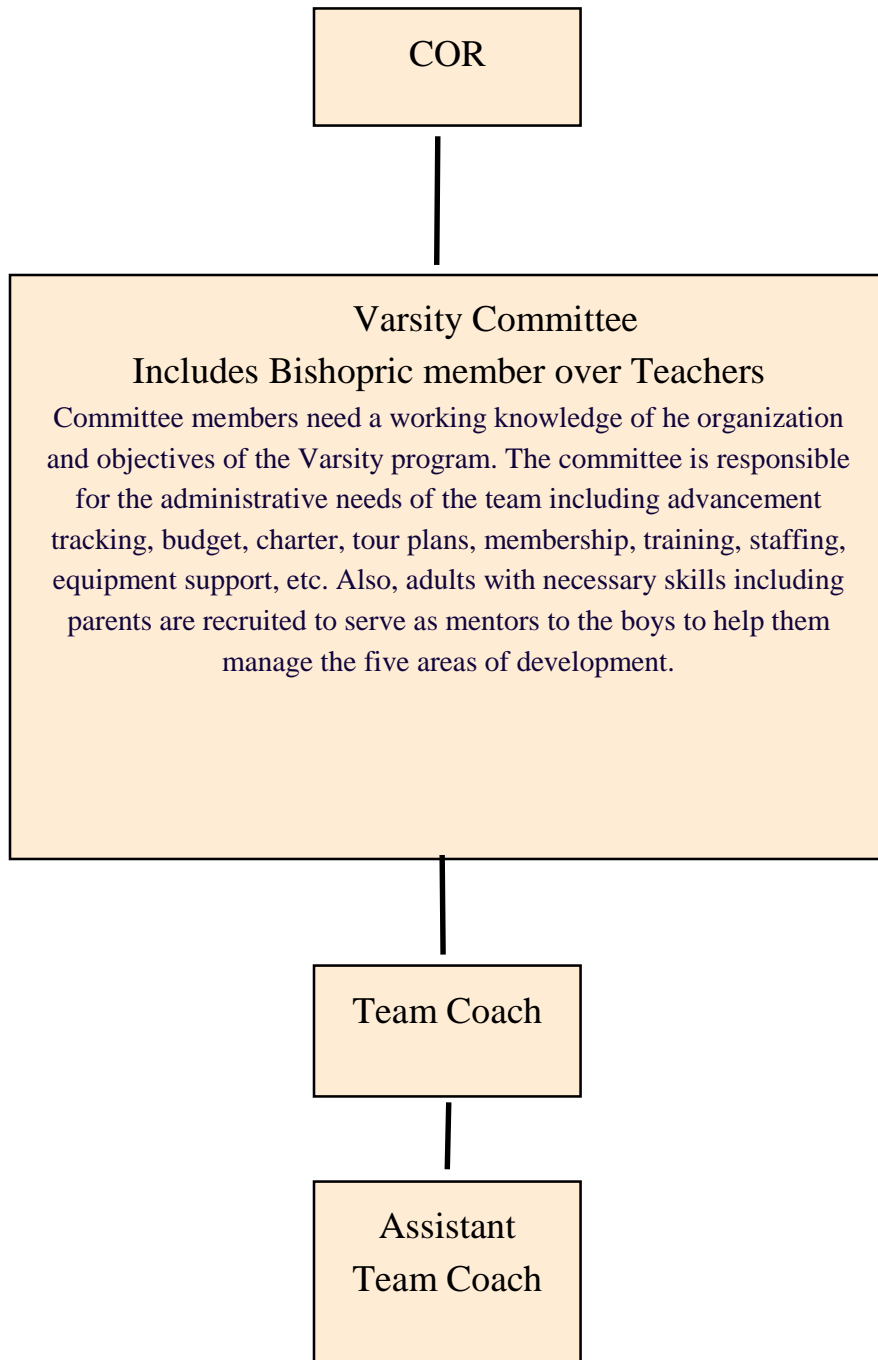 COR
Varsity Committee
Includes Bishopric member over Teachers
Committee members need a working knowledge of he organization
and objectives of the Varsity program. The committee is responsible
for the administrative needs of the team including advancement
tracking, budget, charter, tour plans, membership, training, staffing,
equipment support, etc. Also, adults with necessary skills including
parents are recruited to serve as mentors to the boys to help them
manage the five areas of development.
Team Coach
Assistant
Team Coach